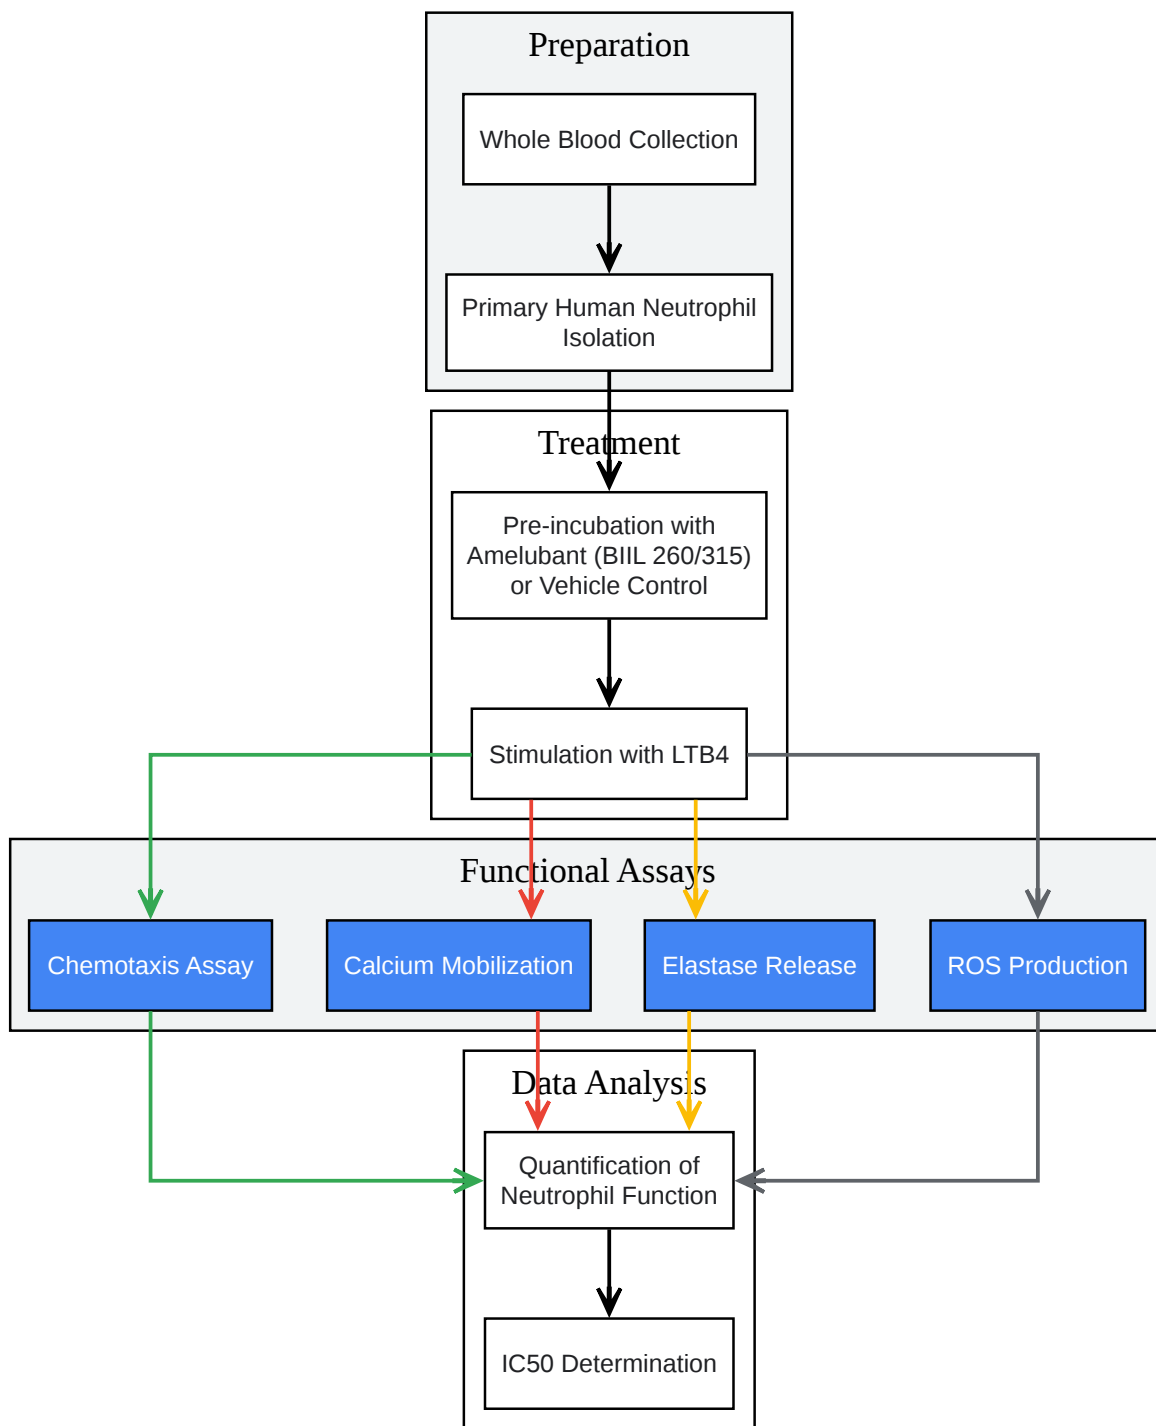 Preparation
Whole Blood Collection
Primary Human Neutrophil
Isolation
Treatment
Pre-incubation with
Amelubant (BIIL 260/315)
or Vehicle Control
Stimulation with LTB4
Functional Assays
Chemotaxis Assay
Calcium Mobilization
Elastase Release
ROS Production
Data Analysis
Quantification of
Neutrophil Function
IC50 Determination